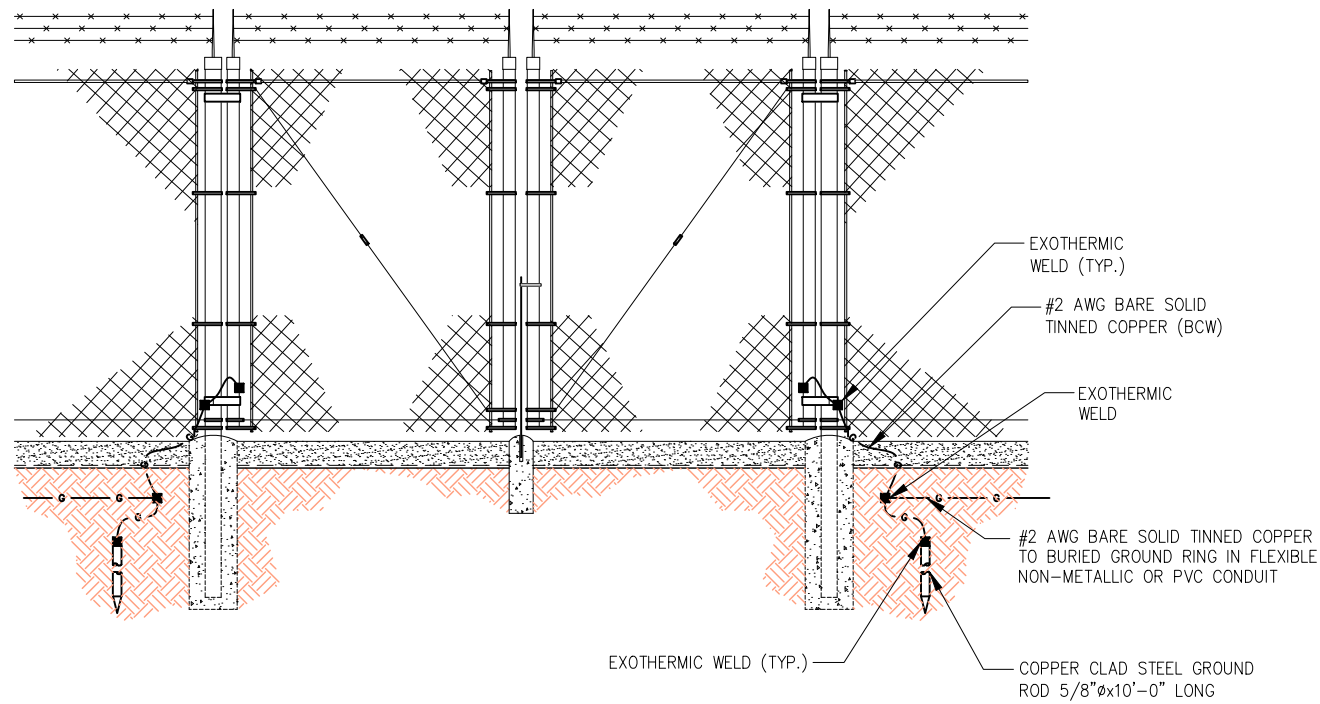 EXOTHERMIC
WELD (TYP.)
#2 AWG BARE SOLID
TINNED COPPER (BCW)
EXOTHERMIC
WELD
G
G
G
G
G
G
G
G
G
G
#2 AWG BARE SOLID TINNED COPPER
TO BURIED GROUND RING IN FLEXIBLE
NON-METALLIC OR PVC CONDUIT
EXOTHERMIC WELD (TYP.)
COPPER CLAD STEEL GROUND
ROD 5/8"Øx10'-0" LONG